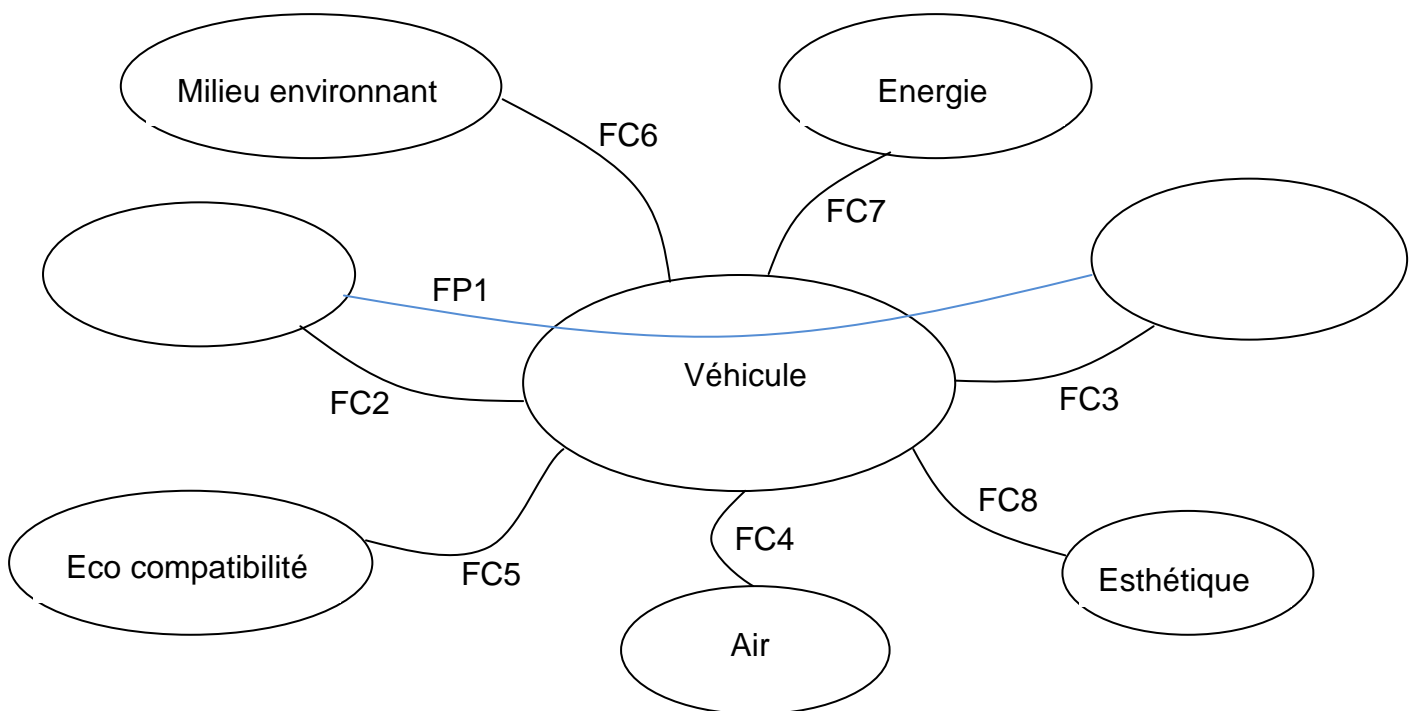 Milieu environnant
Energie
FC6
FC7
FP1
Véhicule
FC2
FC3
FC8
FC4
Eco compatibilité
FC5
Esthétique
Air